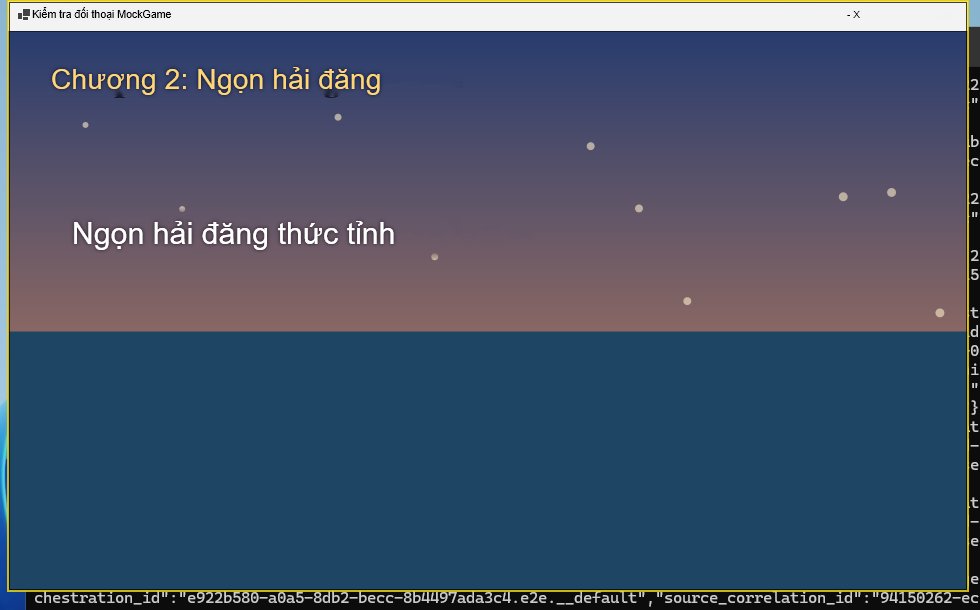 Kiểm tra đối thoại MockGame
- X
Chương 2: Ngọn hải đăng
Ngọn hải đăng thức tỉnh
chestration_id":"e922b580-a0a5-8db2-becc-8b4497ada3c4.e2e.__default","source_correlation_id":"94150262-e